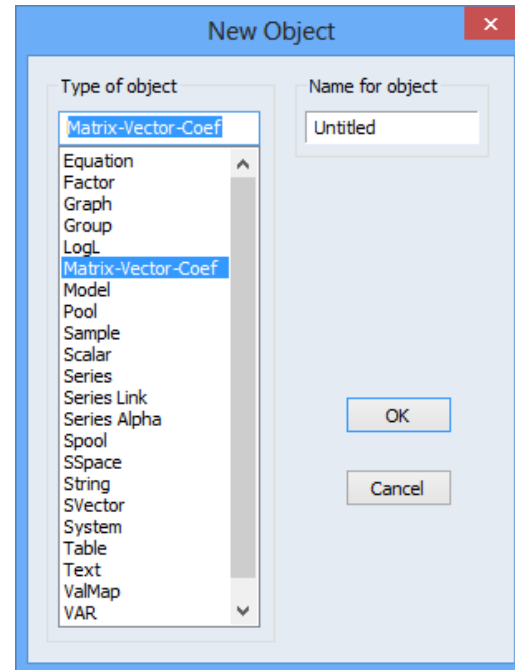 New Object
Type of object
Matrix-Vector-Coef
Equation
Factor
Graph
Group
LogL
Matrix-Vector-Coef
Model
Pool
Sample
Scalar
Series
Series Link
Series Alpha
Spool
SSpace
String
SVector
System
Table
Text
ValMap
VAR
Name for object
Untitled
OK
Cancel